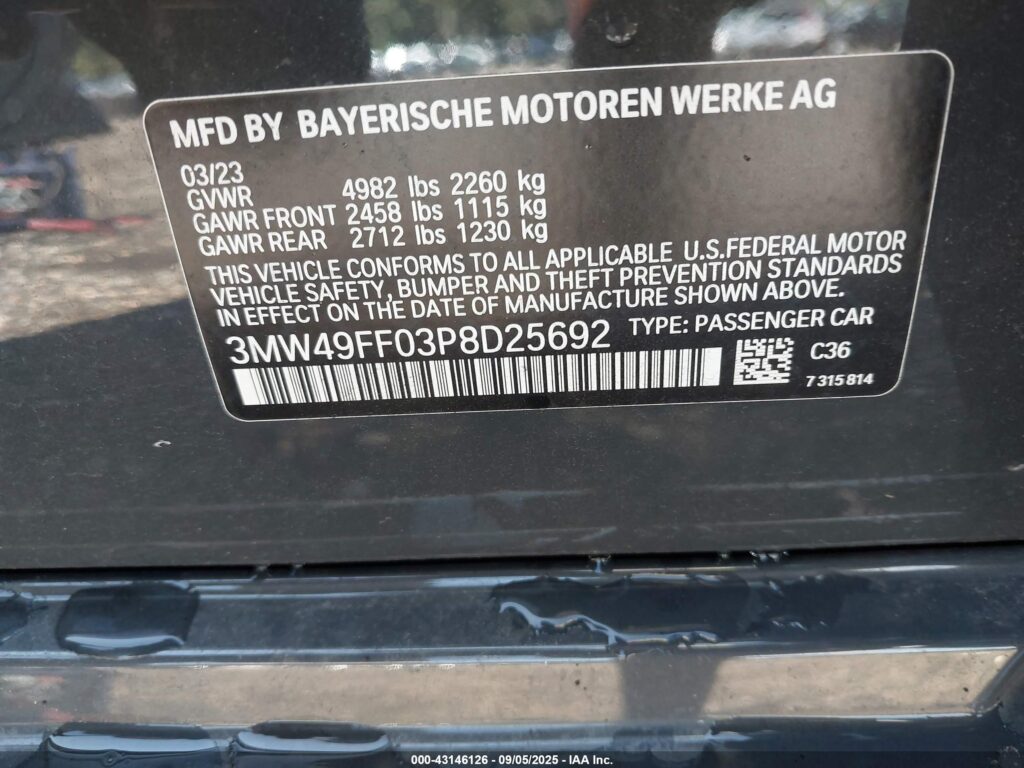 MFD BY BAYERISCHE MOTOREN WERKE AG
03/23
GVWR 4982 lbs 2260 kg
GAWR FRONT 2458 lbs 1115 kg
GAWR REAR 2712 lbs 1230 kg
THIS VEHICLE CONFORMS TO ALL APPLICABLE U.S.FEDERAL MOTOR
VEHICLE SAFETY, BUMPER AND THEFT PREVENTION STANDARDS
IN EFFECT ON THE DATE OF MANUFACTURE SHOWN ABOVE.
3MW49FF03P8D25692 TYPE: PASSENGER CAR
C36
7 315 814
000-43146126 - 09/05/2025 - IAA Inc.